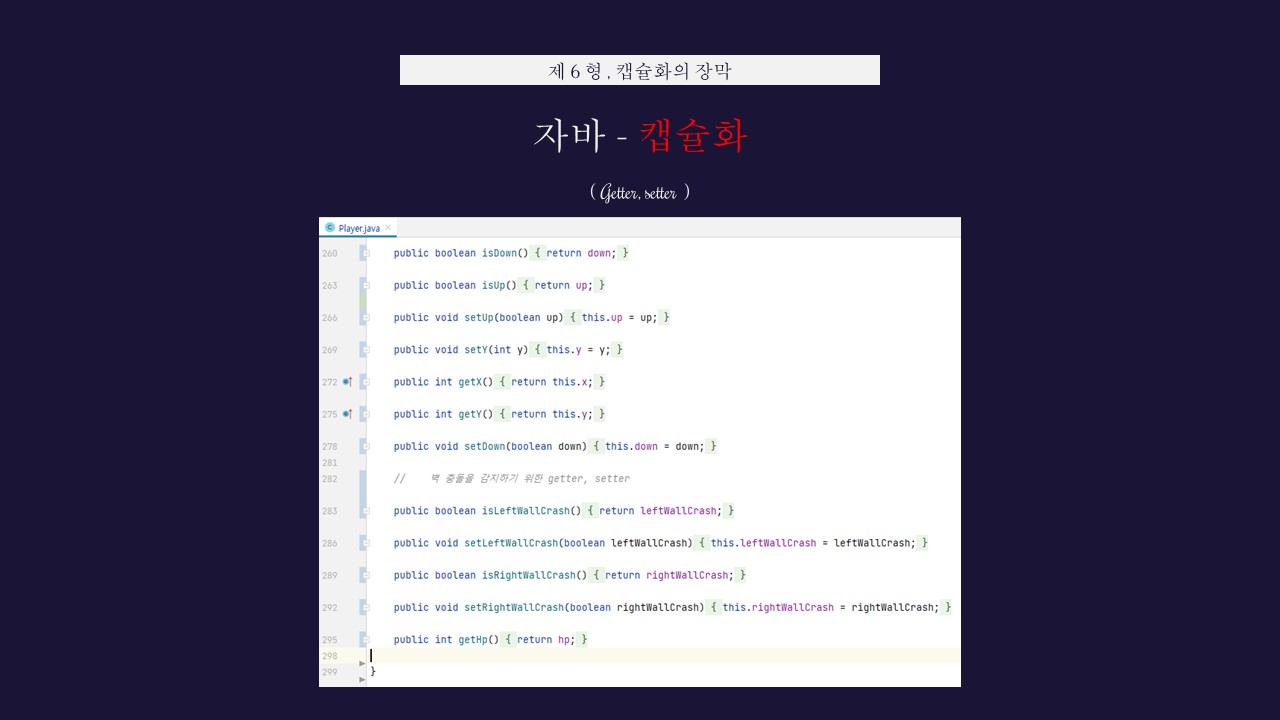 제 6 형 , 캡슐화의 장막
자바 - 캡슐화
( Getter, setter )
Player.java
260 public boolean isDown() { return down; }
263 public boolean isUp() { return up; }
266 public void setUp(boolean up) { this.up = up; }
269 public void setY(int y) { this.y = y; }
272 public int getX() { return this.x; }
275 public int getY() { return this.y; }
278 public void setDown(boolean down) { this.down = down; }
281
282 // 벽 충돌을 감지하기 위한 getter, setter
283 public boolean isLeftWallCrash() { return leftWallCrash; }
286 public void setLeftWallCrash(boolean leftWallCrash) { this.leftWallCrash = leftWallCrash; }
289 public boolean isRightWallCrash() { return rightWallCrash; }
292 public void setRightWallCrash(boolean rightWallCrash) { this.rightWallCrash = rightWallCrash; }
295 public int getHp() { return hp; }
298
299 }